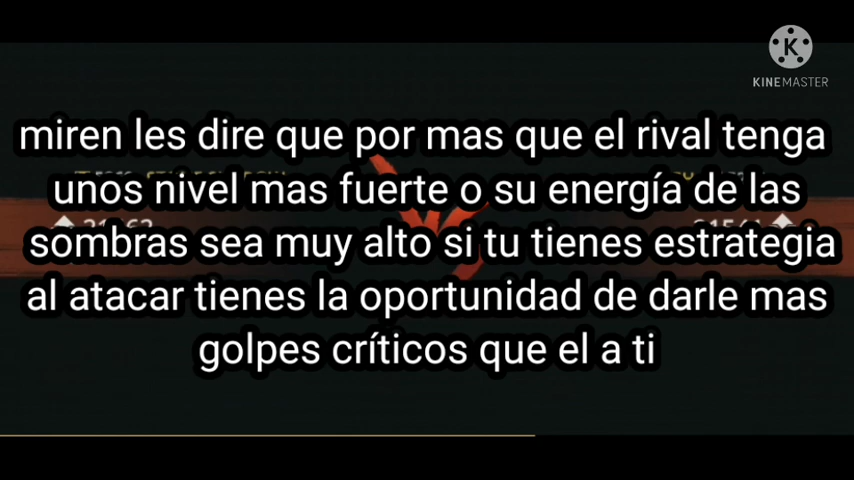 KINEMASTER
miren les dire que por mas que el rival tenga
unos nivel mas fuerte o su energía de las
sombras sea muy alto si tu tienes estrategia
al atacar tienes la oportunidad de darle mas
golpes críticos que el a ti